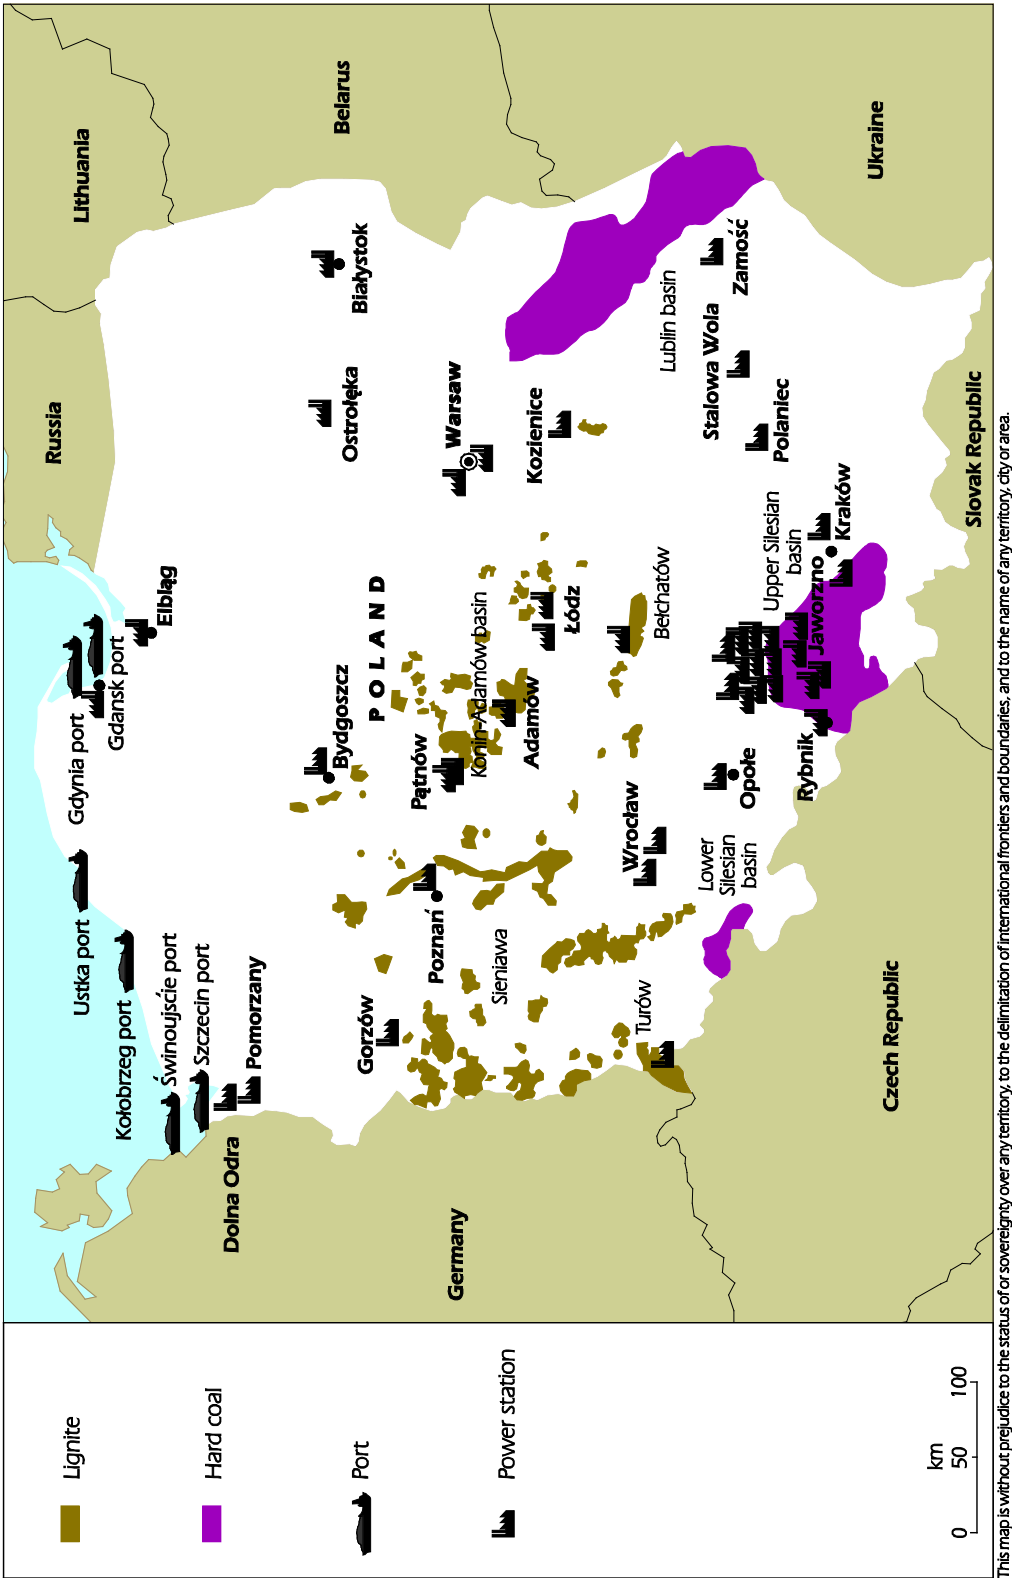 Lithuania
Belarus
Ukraine
Russia
Białystok
Ostrołęka
Warsaw
Kozienice
Lublin basin
Zamość
Stalowa Wola
Polaniec
Slovak Republic
Kraków
Upper Silesian
basin
Jaworzno
Rybnik
Elbląg
Gdańsk port
Gdynia port
Bydgoszcz
POLAND
Konin-Adamów basin
Łódz
Bełchatów
Adamów
Pątnów
Opołe
Wrocław
Lower
Silesian
basin
Ustka port
Kołobrzeg port
Świnoujście port
Szczecin port
Pomorzany
Poznań
Sieniawa
Gorzów
Turów
Dolna Odra
Germany
Czech Republic
Lignite
Hard coal
Port
Power station
km
0 50 100
This map is without prejudice to the status of or sovereignty over any territory, to the delimitation of international frontiers and boundaries, and to the name of any territory, city or area.